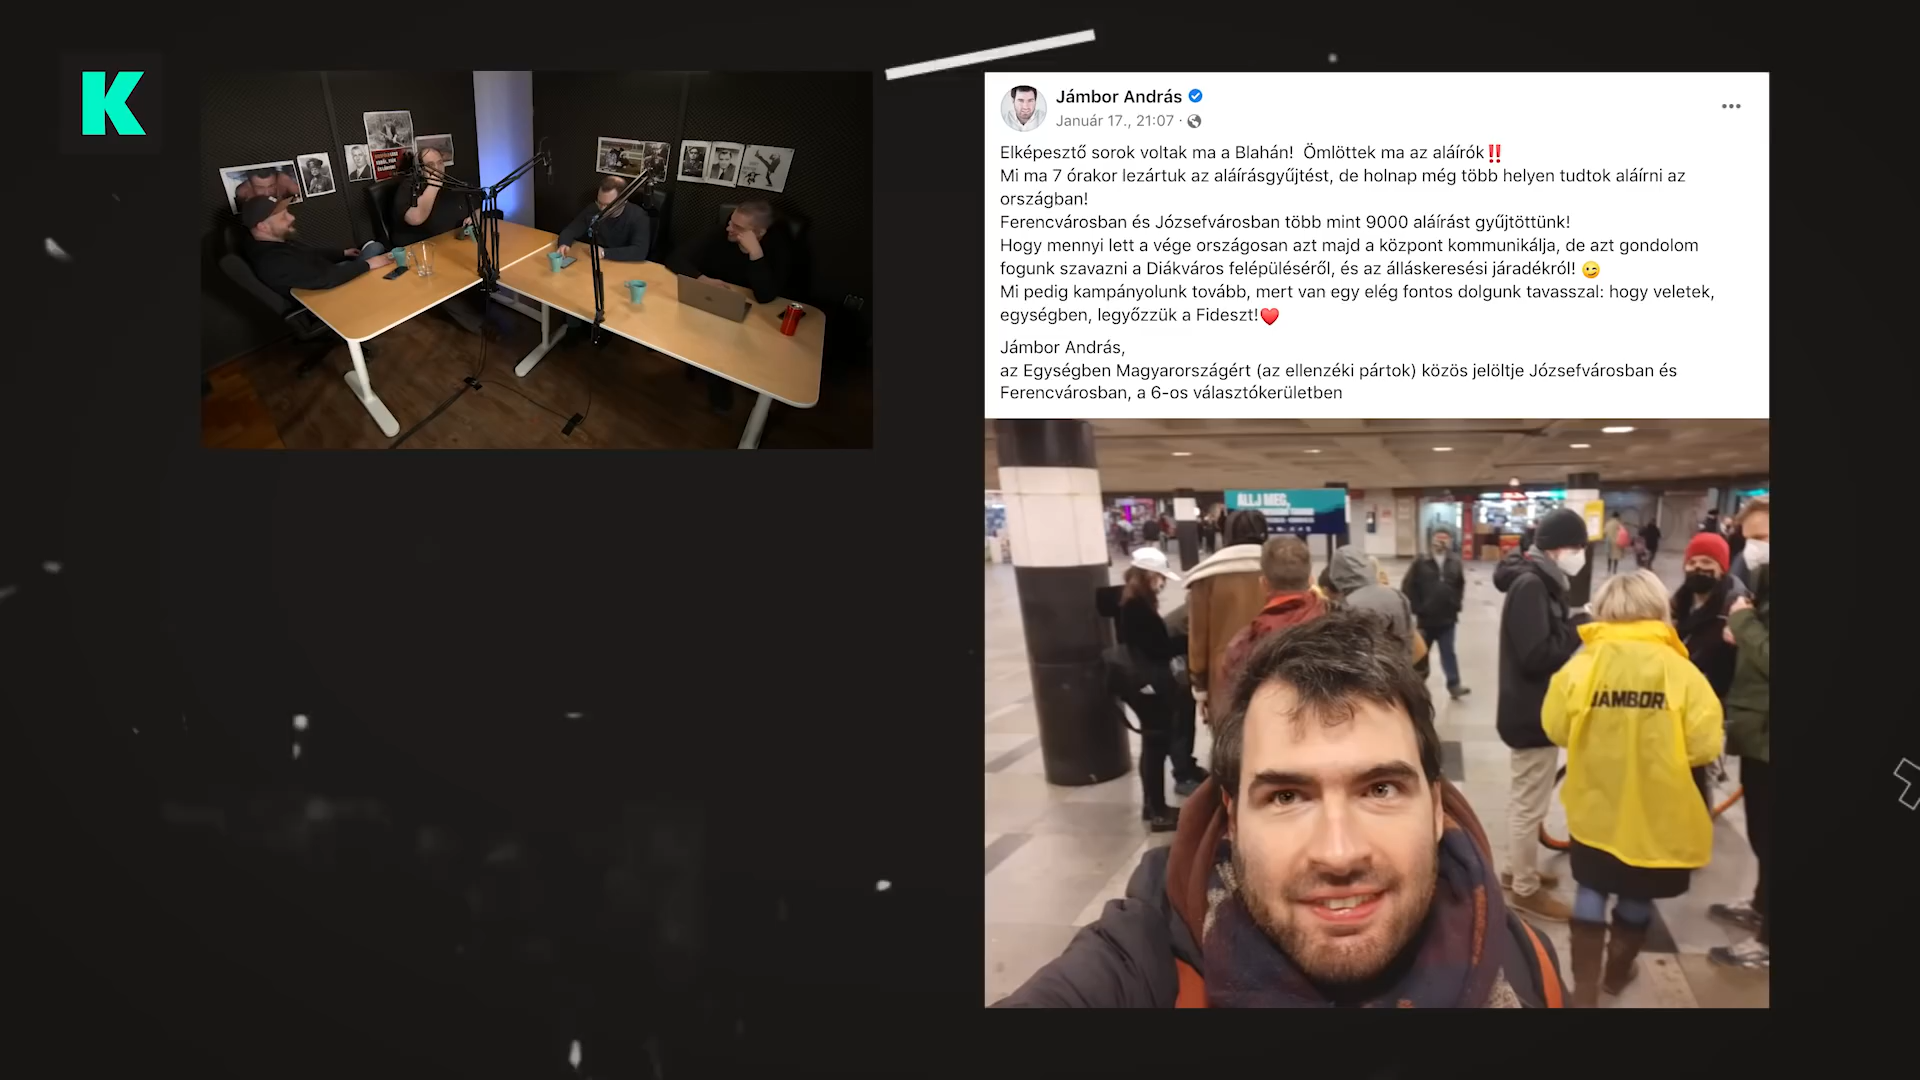 K
Jámbor András
Január 17., 21:07 ·
Elképesztő sorok voltak ma a Blahán! Ömlöttek ma az aláírók‼️
Mi ma 7 órakor lezártuk az aláírásgyűjtést, de holnap még több helyen tudtok aláírni az
országban!
Ferencvárosban és Józsefvárosban több mint 9000 aláírást gyűjtöttünk!
Hogy mennyi lett a vége országosan azt majd a központ kommunikálja, de azt gondolom
fogunk szavazni a Diákváros felépüléséről, és az álláskeresési járadékról! 😉
Mi pedig kampányolunk tovább, mert van egy elég fontos dolgunk tavasszal: hogy veletek,
egységben, legyőzzük a Fideszt!❤️
Jámbor András,
az Egységben Magyarországért (az ellenzéki pártok) közös jelöltje Józsefvárosban és
Ferencvárosban, a 6-os választókerületben
ÁLLJ MEG,
JÁMBOR